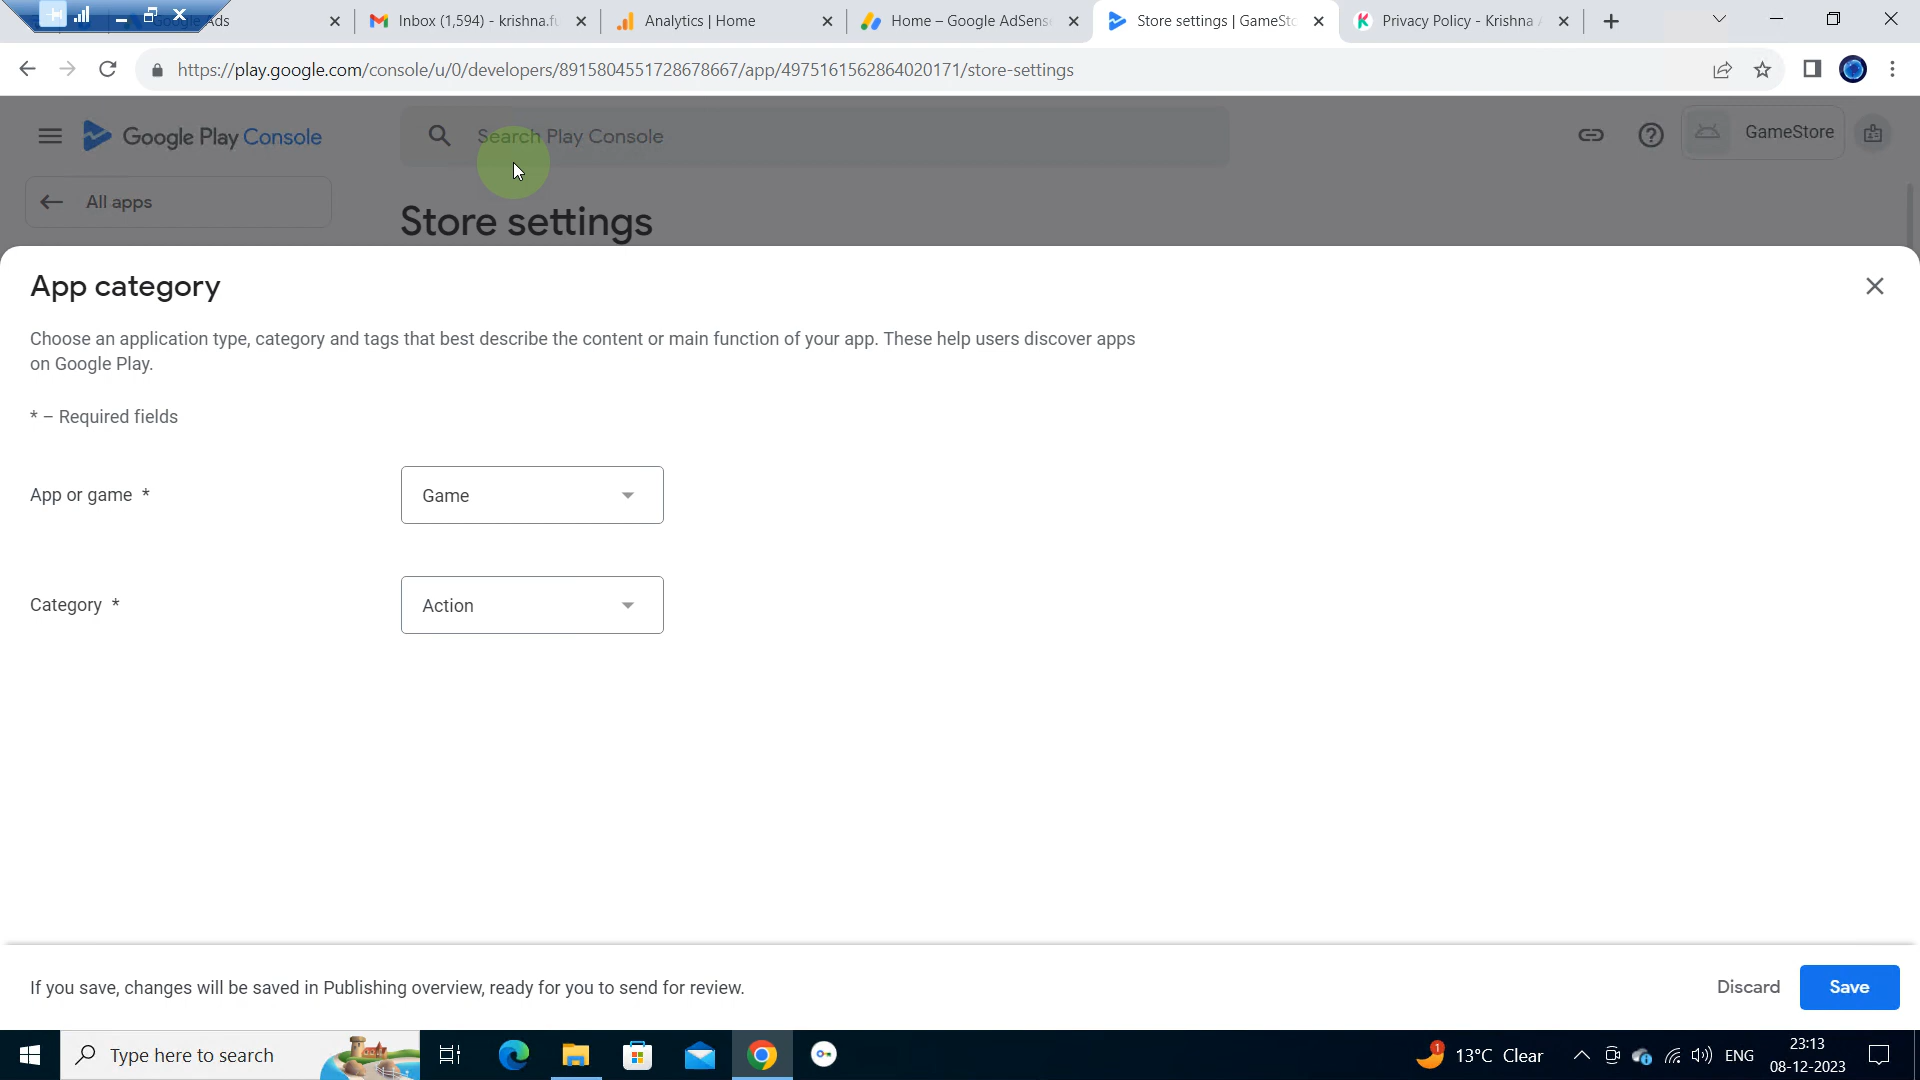 Ads
Inbox (1,594) - krishna.fu
Analytics | Home
Home – Google AdSens
Store settings | GameSto
Privacy Policy - Krishna
https://play.google.com/console/u/0/developers/8915804551728678667/app/4975161562864020171/store-settings
Google Play Console
Search Play Console
GameStore
All apps
Store settings
App category
Choose an application type, category and tags that best describe the content or main function of your app. These help users discover apps
on Google Play.
* – Required fields
App or game *
Game
Category *
Action
If you save, changes will be saved in Publishing overview, ready for you to send for review.
Discard
Save
Type here to search
1
13°C Clear
ENG
23:13
08-12-2023